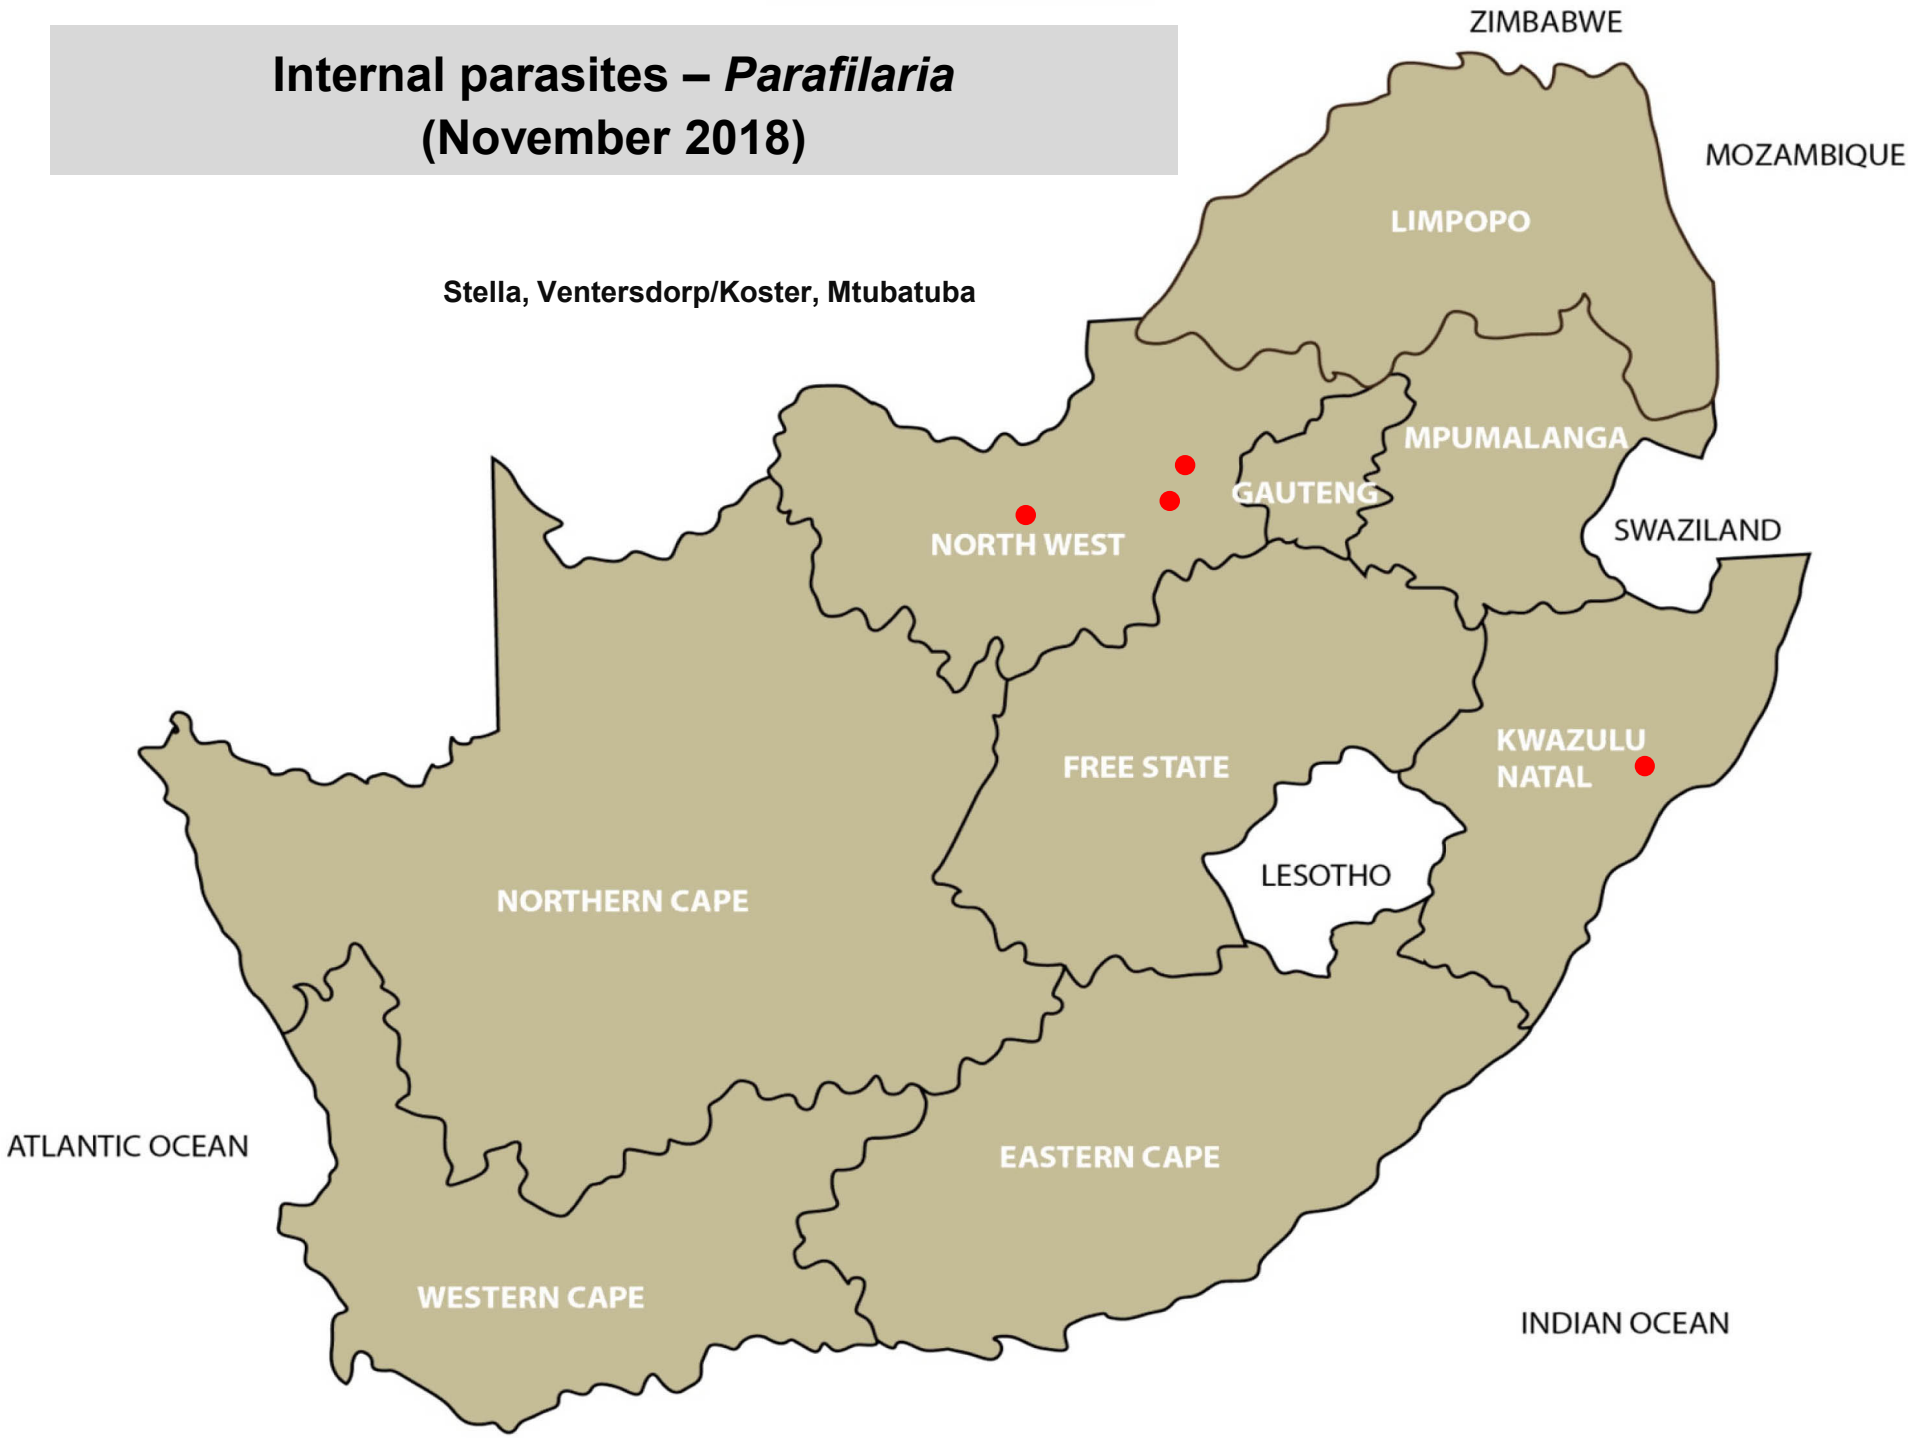 Internal parasites – Parafilaria
(November 2018)
Stella, Ventersdorp/Koster, Mtubatuba
ZIMBABWE
MOZAMBIQUE
LIMPOPO
MPUMALANGA
GAUTENG
SWAZILAND
NORTH WEST
KWAZULU
NATAL
FREE STATE
LESOTHO
NORTHERN CAPE
ATLANTIC OCEAN
EASTERN CAPE
WESTERN CAPE
INDIAN OCEAN